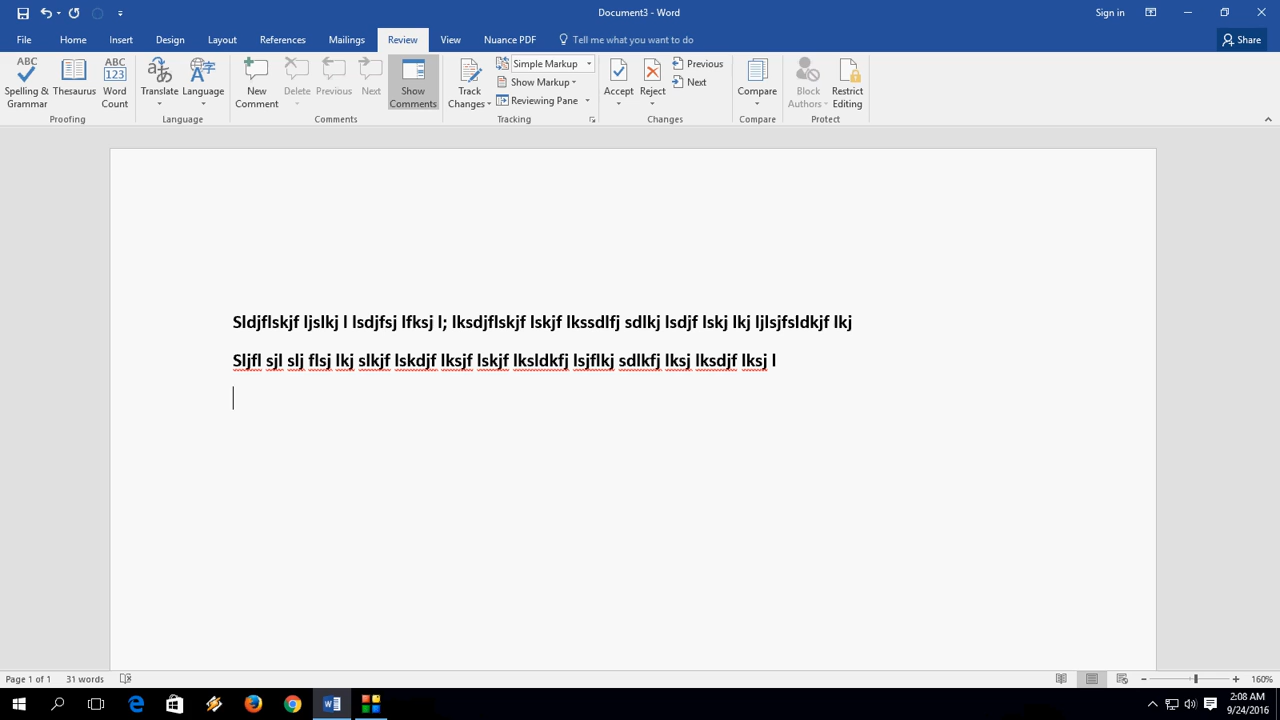 Document3 - Word
Sign in
File Home Insert Design Layout References Mailings Review View Nuance PDF Tell me what you want to do Share
ABC
Spelling & Grammar
Thesaurus
ABC 123
Word Count
Proofing
Translate
Language
Language
New Comment
Delete
Previous
Next
Show Comments
Comments
Track Changes
Simple Markup
Show Markup
Reviewing Pane
Tracking
Accept
Reject
Previous
Next
Changes
Compare
Compare
Block Authors
Restrict Editing
Protect
Sldjflskjf ljslkj l lsdjfsj lfksj l; lksdjflskjf lskjf lkssdlfj sdlkj lsdjf lskj lkj ljlsjfsldkjf lkj
Sljfl sjl slj flsj lkj slkjf lskdjf lksjf lskjf lksldkfj lsjflkj sdlkfj lksj lksdjf lksj l
Page 1 of 1 31 words 160%
2:08 AM
9/24/2016